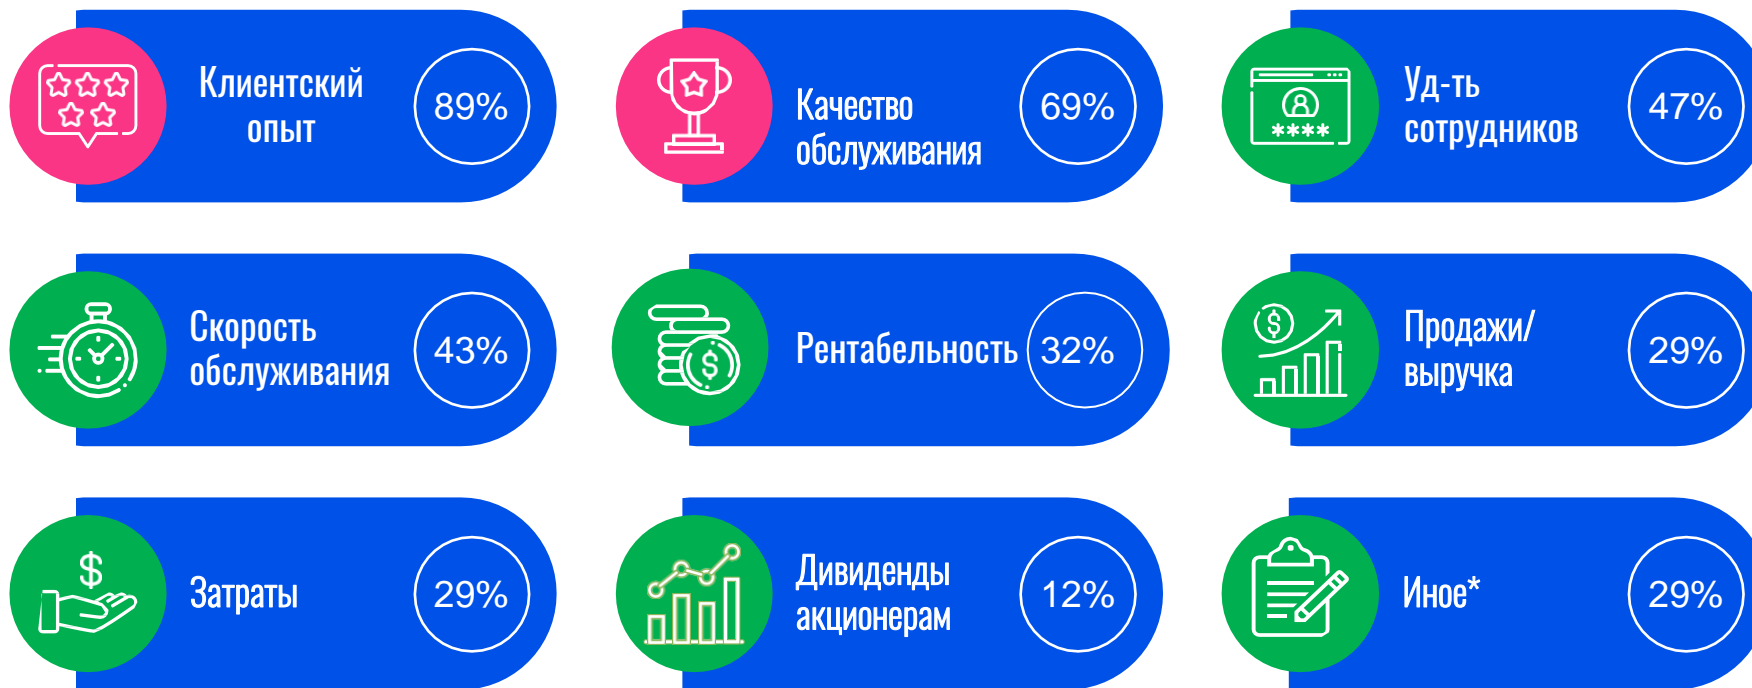 Клиентский
опыт
89%
Качество
обслуживания
69%
Уд-ть
сотрудников
47%
Скорость
обслуживания
43%
Рентабельность
32%
Продажи/
выручка
29%
Затраты
29%
Дивиденды
акционерам
12%
Иное*
29%